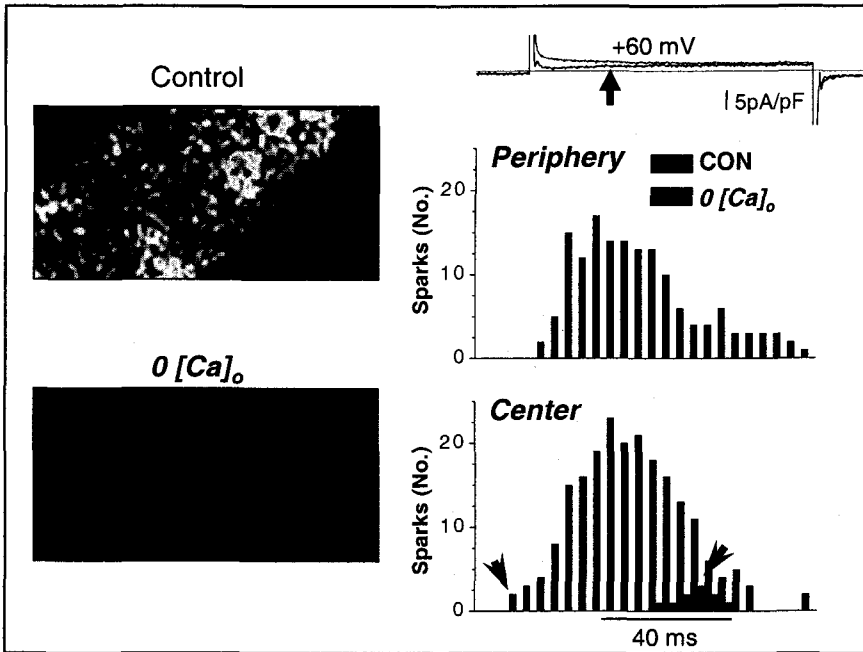 Control
0 [Ca]o
+60 mV
5pA/pF
Periphery
CON
0 [Ca]o
Sparks (No.)
20
10
0
Center
Sparks (No.)
20
10
0
40 ms